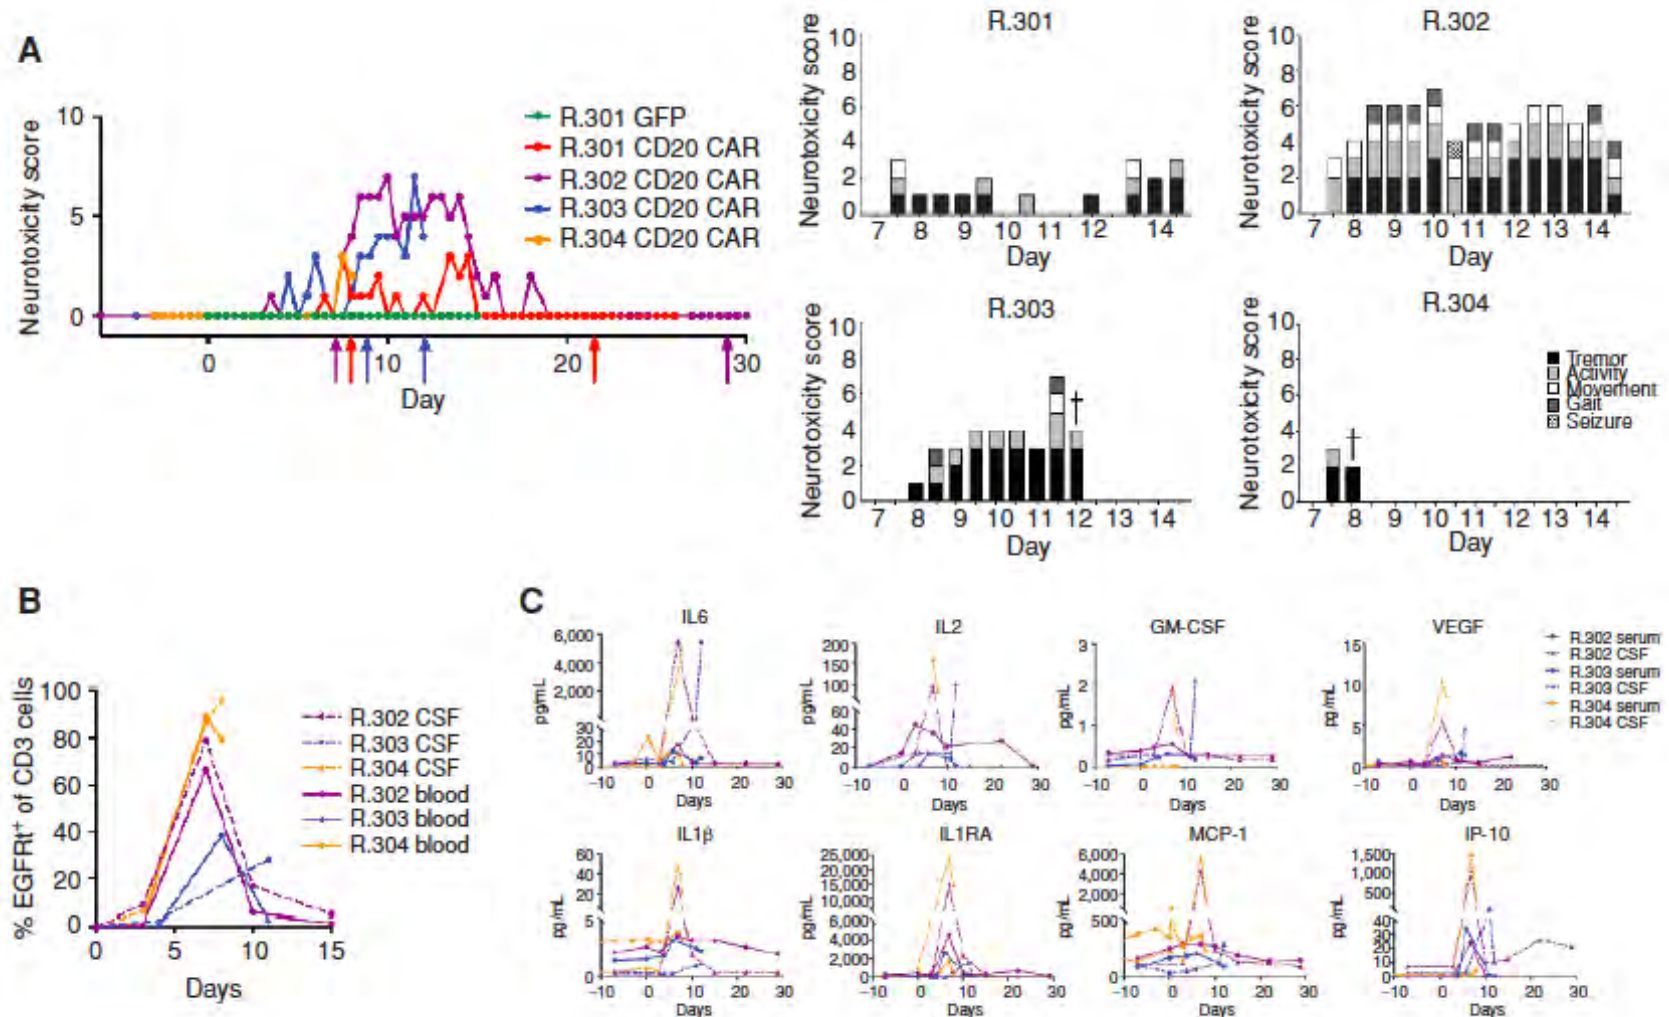 A
Neurotoxicity score
10
5
0
0
10
20
30
Day
R.301 GFP
R.301 CD20 CAR
R.302 CD20 CAR
R.303 CD20 CAR
R.304 CD20 CAR
R.301
Neurotoxicity score
10
8
6
4
2
0
7 8 9 10 11 12 14
Day
R.302
Neurotoxicity score
10
8
6
4
2
0
7 8 9 10 11 12 13 14
Day
R.303
Neurotoxicity score
10
8
6
4
2
0
†
7 8 9 10 11 12 13 14
Day
R.304
Neurotoxicity score
10
8
6
4
2
0
†
7 8 9 10 11 12 13 14
Day
Tremor
Activity
Movement
Gait
Seizure
B
% EGFRt+ of CD3 cells
100
80
60
40
20
0
0 5 10 15
Days
R.302 CSF
R.303 CSF
R.304 CSF
R.302 blood
R.303 blood
R.304 blood
C
IL6
pg/mL
6,000
4,000
2,000
30
20
10
0
−10 0 10 20 30
Days
IL2
pg/mL
200
150
100
60
40
20
0
−10 0 10 20 30
Days
GM-CSF
pg/mL
3
2
1
0
−10 0 10 20 30
Days
VEGF
pg/mL
15
10
5
0
−10 0 10 20 30
Days
R.302 serum
R.302 CSF
R.303 serum
R.303 CSF
R.304 serum
R.304 CSF
IL1β
pg/mL
60
40
20
5
0
−10 0 10 20 30
Days
IL1RA
pg/mL
25,000
20,000
15,000
10,000
6,000
4,000
2,000
0
−10 0 10 20 30
Days
MCP-1
pg/mL
6,000
4,000
2,000
500
0
−10 0 10 20 30
Days
IP-10
pg/mL
1,500
1,000
500
40
30
20
10
0
−10 0 10 20 30
Days